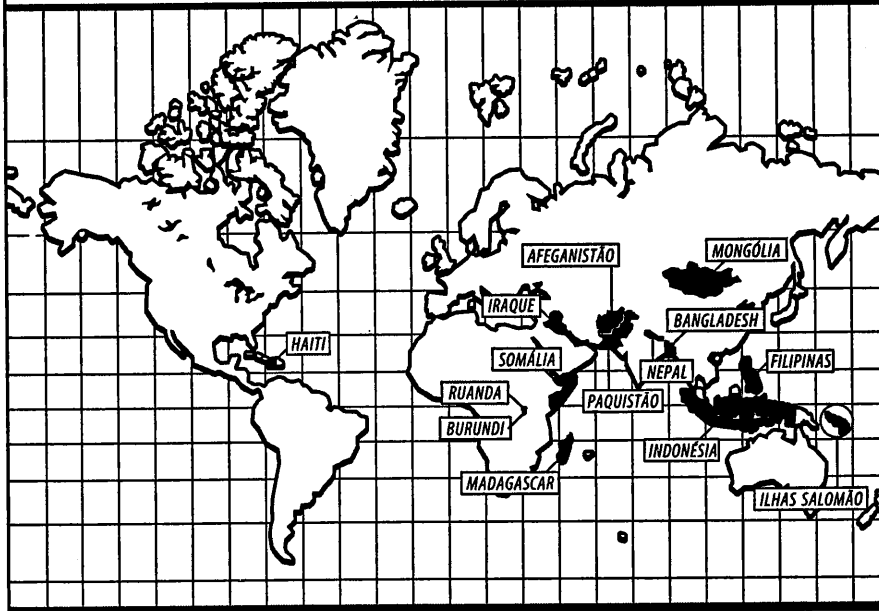 AFEGANISTÃO
MONGÓLIA
IRAQUE
BANGLADESH
HAITI
SOMÁLIA
NEPAL
FILIPINAS
RUANDA
PAQUISTÃO
BURUNDI
INDONÉSIA
MADAGASCAR
ILHAS SALOMÃO